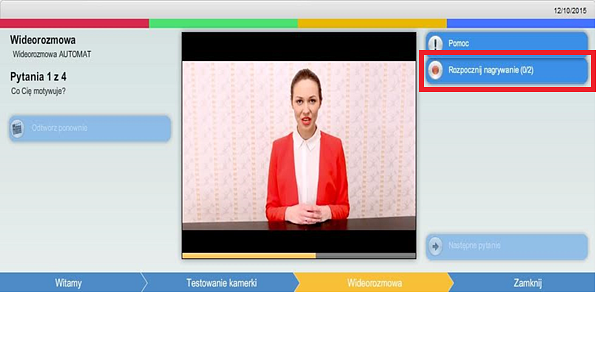 12/10/2015
Wideorozmowa
Wideorozmowa AUTOMAT
Pytania 1 z 4
Co Cię motywuje?
Odtwórz ponownie
Pomoc
Rozpocznij nagrywanie (0/2)
Następne pytanie
Witamy
Testowanie kamerki
Wideorozmowa
Zamknij